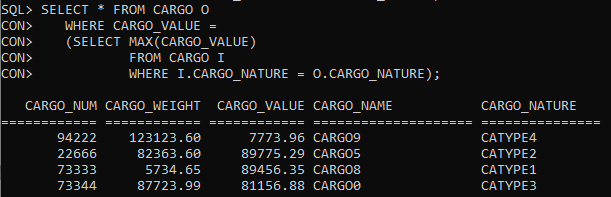 SQL> SELECT * FROM CARGO O
CON> WHERE CARGO_VALUE =
CON> (SELECT MAX(CARGO_VALUE)
CON> FROM CARGO I
CON> WHERE I.CARGO_NATURE = O.CARGO_NATURE);
CARGO_NUM CARGO_WEIGHT CARGO_VALUE CARGO_NAME CARGO_NATURE
============ ============ ============ ==================== ===============
94222 123123.60 7773.96 CARGO9 CATYPE4
22666 82363.60 89775.29 CARGO5 CATYPE2
73333 5734.65 89456.35 CARGO8 CATYPE1
73344 87723.99 81156.88 CARGO0 CATYPE3